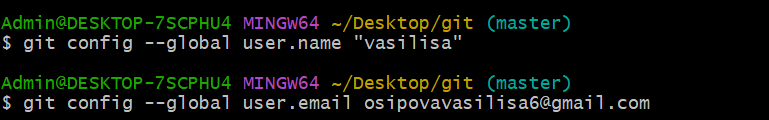 Admin@DESKTOP-7SCPHU4 MINGW64 ~/Desktop/git (master)
$ git config --global user.name "vasilisa"
Admin@DESKTOP-7SCPHU4 MINGW64 ~/Desktop/git (master)
$ git config --global user.email osipovavasilisa6@gmail.com